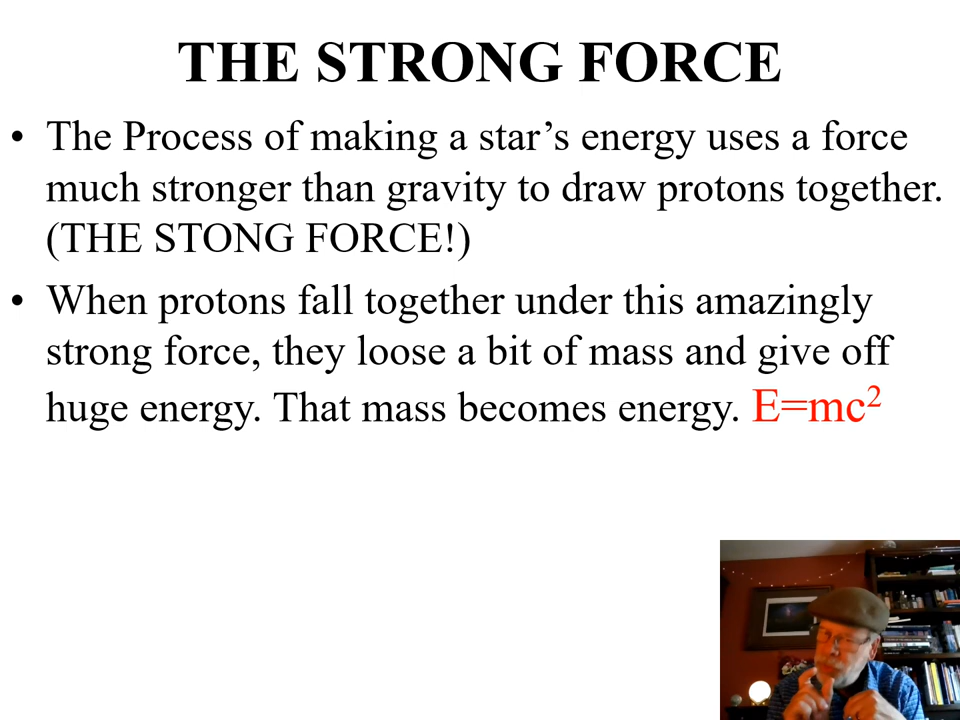 THE STRONG FORCE
• The Process of making a star’s energy uses a force
much stronger than gravity to draw protons together.
(THE STONG FORCE!)
• When protons fall together under this amazingly
strong force, they loose a bit of mass and give off
huge energy. That mass becomes energy. E=mc²